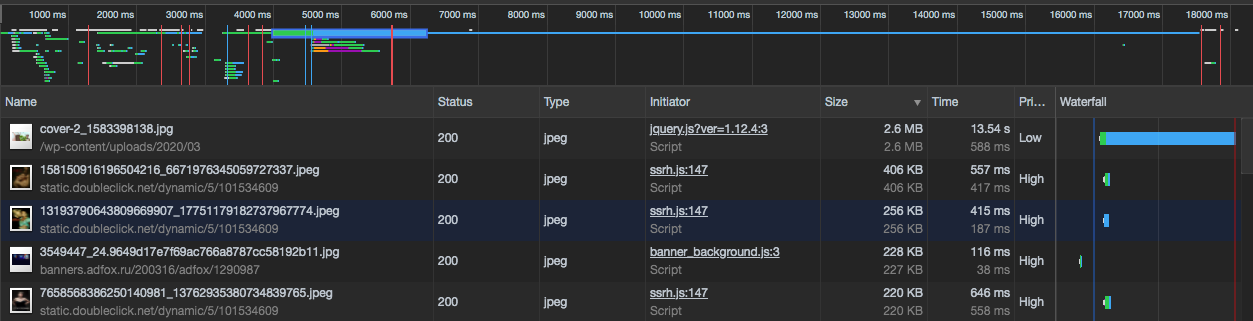 1000 ms 2000 ms 3000 ms 4000 ms 5000 ms 6000 ms 7000 ms 8000 ms 9000 ms 10000 ms 11000 ms 12000 ms 13000 ms 14000 ms 15000 ms 16000 ms 17000 ms 18000 ms
Name Status Type Initiator Size Time Pri... Waterfall
cover-2_1583398138.jpg 200 jpeg jquery.js?ver=1.12.4:3 2.6 MB 13.54 s Low
/wp-content/uploads/2020/03 Script 2.6 MB 588 ms
158150916196504216_6671976345059727337.jpeg 200 jpeg ssrh.js:147 406 KB 557 ms High
static.doubleclick.net/dynamic/5/101534609 Script 406 KB 417 ms
13193790643809669907_17751179182737967774.jpeg 200 jpeg ssrh.js:147 256 KB 415 ms High
static.doubleclick.net/dynamic/5/101534609 Script 256 KB 187 ms
3549447_24.9649d17e7f69ac766a8787cc58192b11.jpg 200 jpeg banner_background.js:3 228 KB 116 ms High
banners.adfox.ru/200316/adfox/1290987 Script 227 KB 38 ms
7658568386250140981_13762935380734839765.jpeg 200 jpeg ssrh.js:147 220 KB 646 ms High
static.doubleclick.net/dynamic/5/101534609 Script 220 KB 558 ms